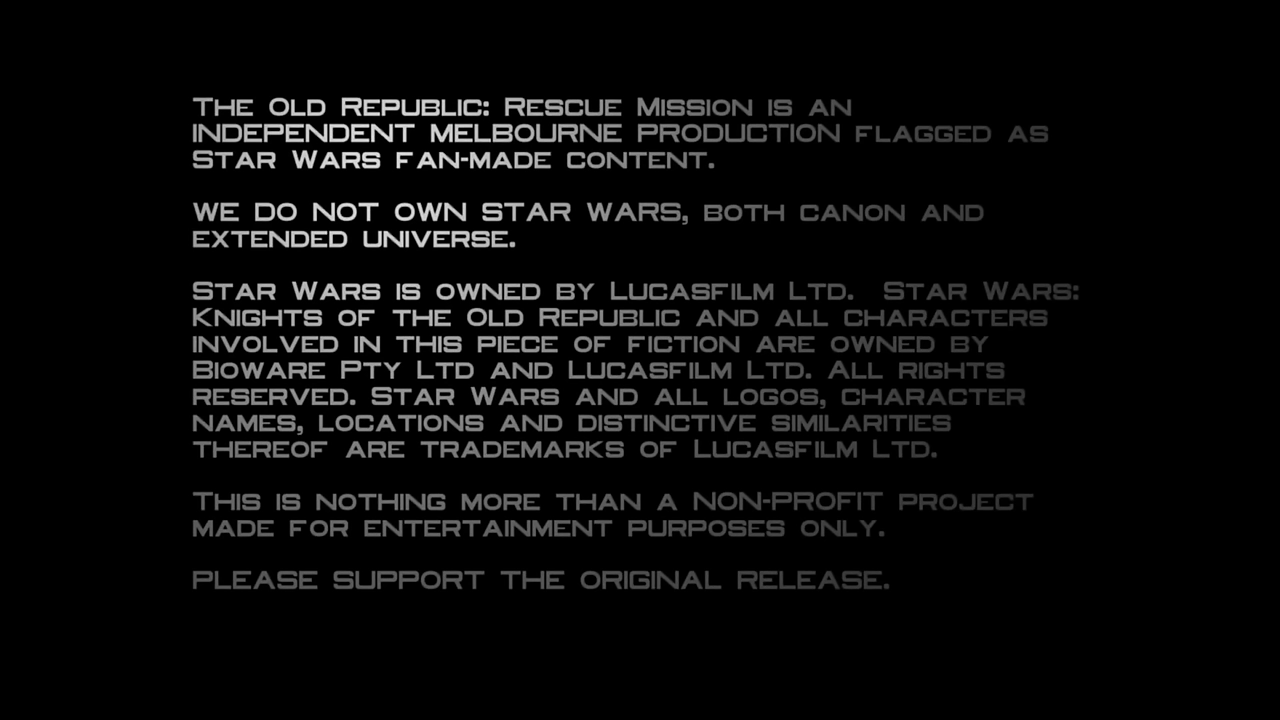 The Old Republic: Rescue Mission is an
INDEPENDENT MELBOURNE PRODUCTION flagged as
Star Wars fan-made content.
WE DO NOT OWN STAR WARS, both canon and
extended universe.
Star Wars is owned by Lucasfilm Ltd. Star Wars:
Knights of the Old Republic and all characters
involved in this piece of fiction are owned by
Bioware Pty Ltd and Lucasfilm Ltd. All rights
reserved. Star Wars and all logos, character
names, locations and distinctive similarities
thereof are trademarks of Lucasfilm Ltd.
This is nothing more than a NON-PROFIT project
made for entertainment purposes only.
PLEASE SUPPORT THE ORIGINAL RELEASE.